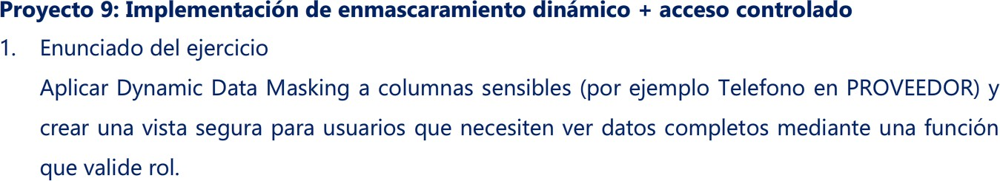 Proyecto 9: Implementación de enmascaramiento dinámico + acceso controlado
1. Enunciado del ejercicio
Aplicar Dynamic Data Masking a columnas sensibles (por ejemplo Telefono en PROVEEDOR) y
crear una vista segura para usuarios que necesiten ver datos completos mediante una función
que valide rol.